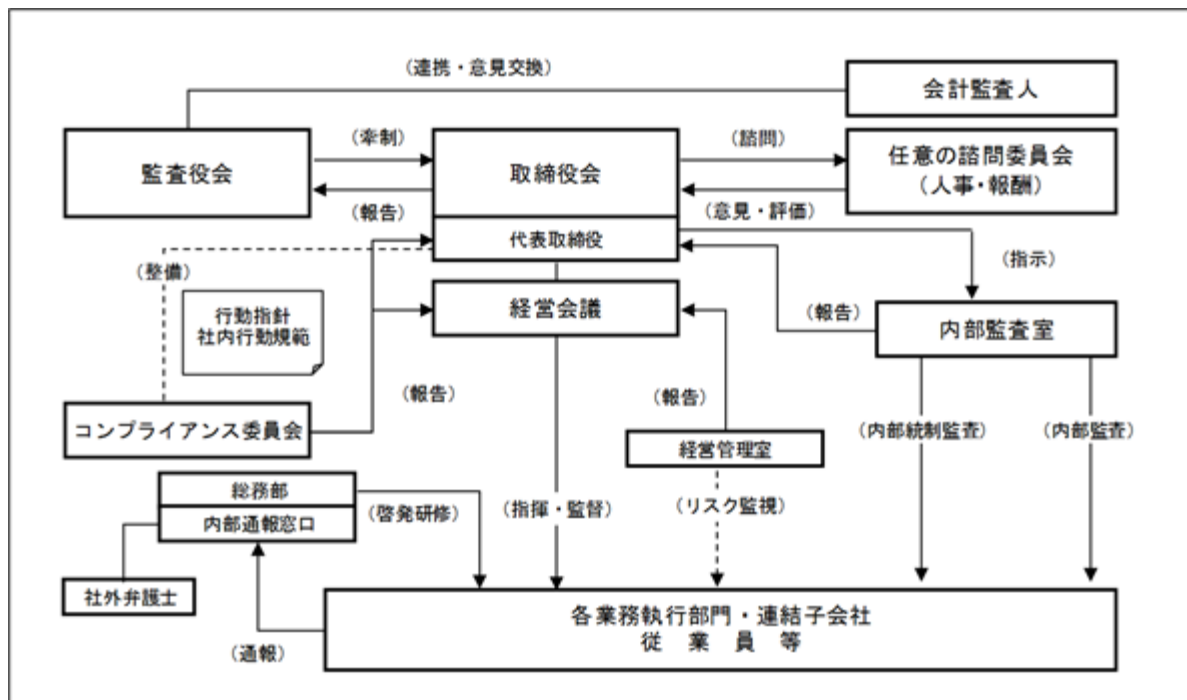 （連携・意見交換）
会計監査人
監査役会
（牽制）
（報告）
取締役会
代表取締役
（諮問）
（意見・評価）
任意の諮問委員会
（人事・報酬）
（整備）
（指示）
行動指針
社内行動規範
経営会議
（報告）
内部監査室
コンプライアンス委員会
（報告）
（報告）
経営管理室
（内部統制監査）
（内部監査）
総務部
内部通報窓口
（啓発研修）
（指揮・監督）
（リスク監視）
社外弁護士
（通報）
各業務執行部門・連結子会社
従　業　員　等